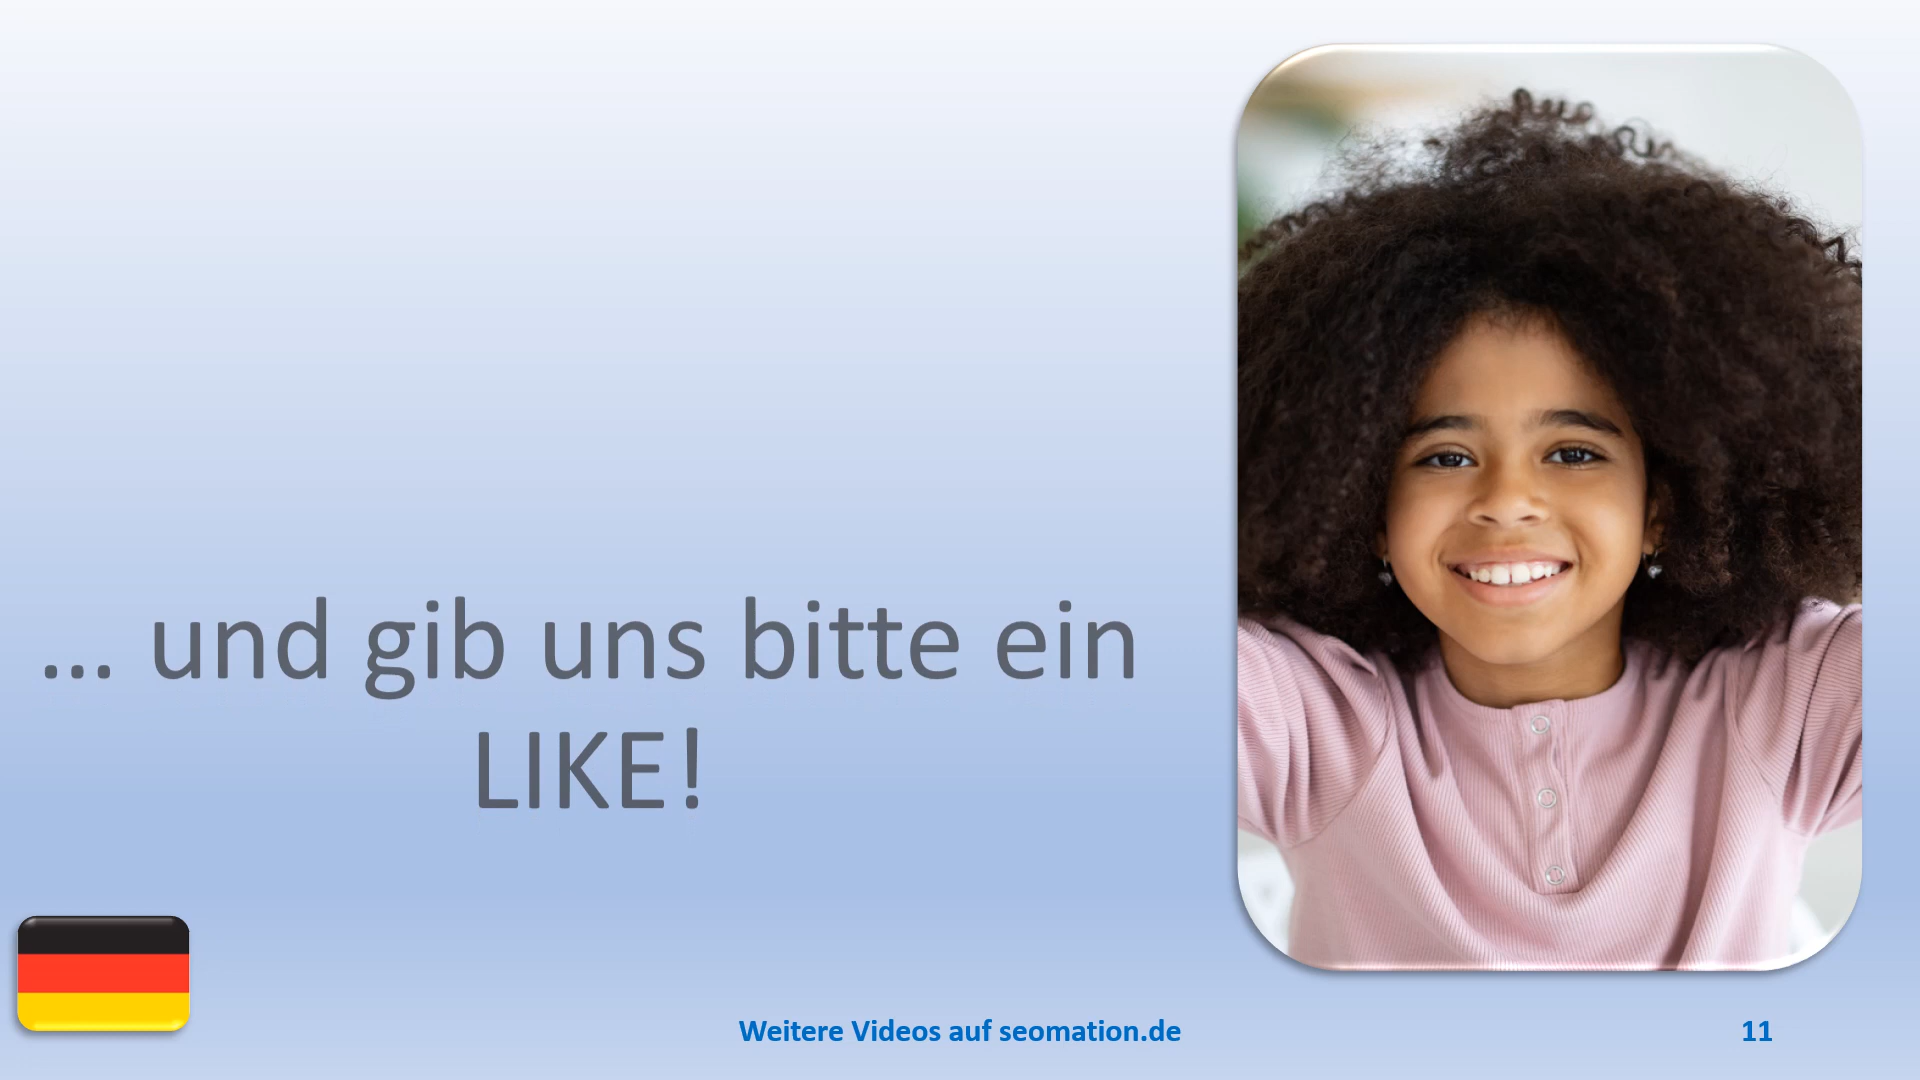 ... und gib uns bitte ein
LIKE!
Weitere Videos auf seomation.de
11